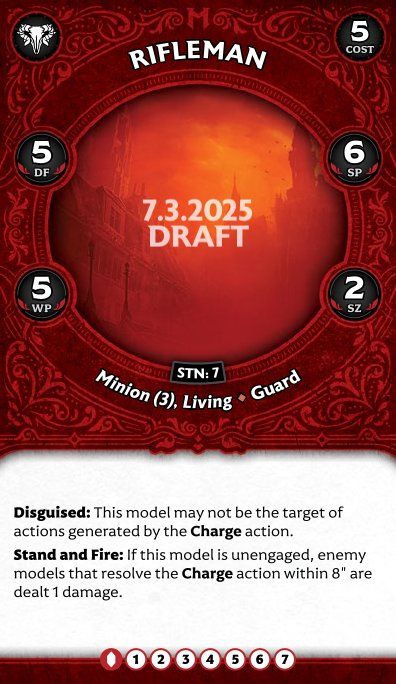 RIFLEMAN
5
COST
5
DF
6
SP
7.3.2025
DRAFT
5
WP
2
SZ
STN: 7
Minion (3), Living ♦ Guard
Disguised: This model may not be the target of
actions generated by the Charge action.
Stand and Fire: If this model is unengaged, enemy
models that resolve the Charge action within 8" are
dealt 1 damage.
1 2 3 4 5 6 7